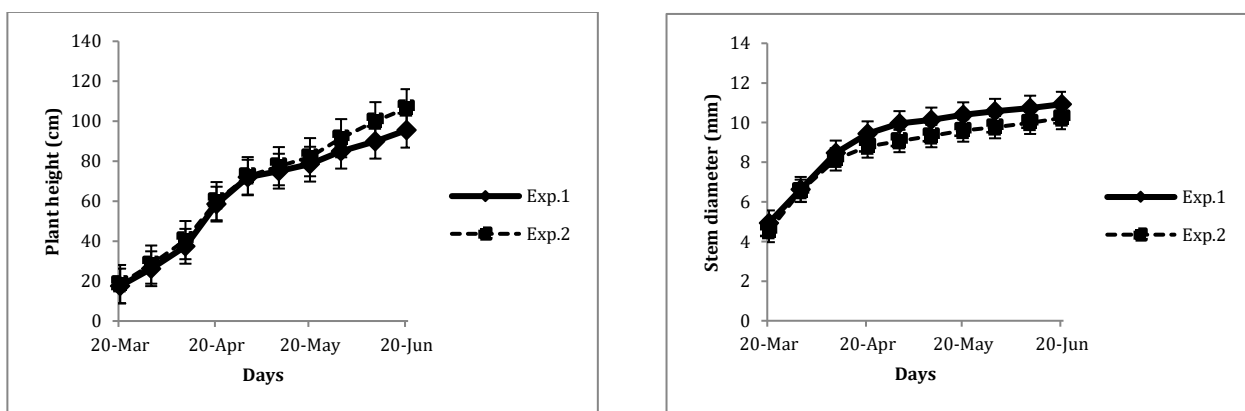 140
120
100
80
60
40
20
0
Plant height (cm)
20-Mar 20-Apr 20-May 20-Jun
Days
Exp.1
Exp.2
14
12
10
8
6
4
2
0
Stem diameter (mm)
20-Mar 20-Apr 20-May 20-Jun
Days
Exp.1
Exp.2